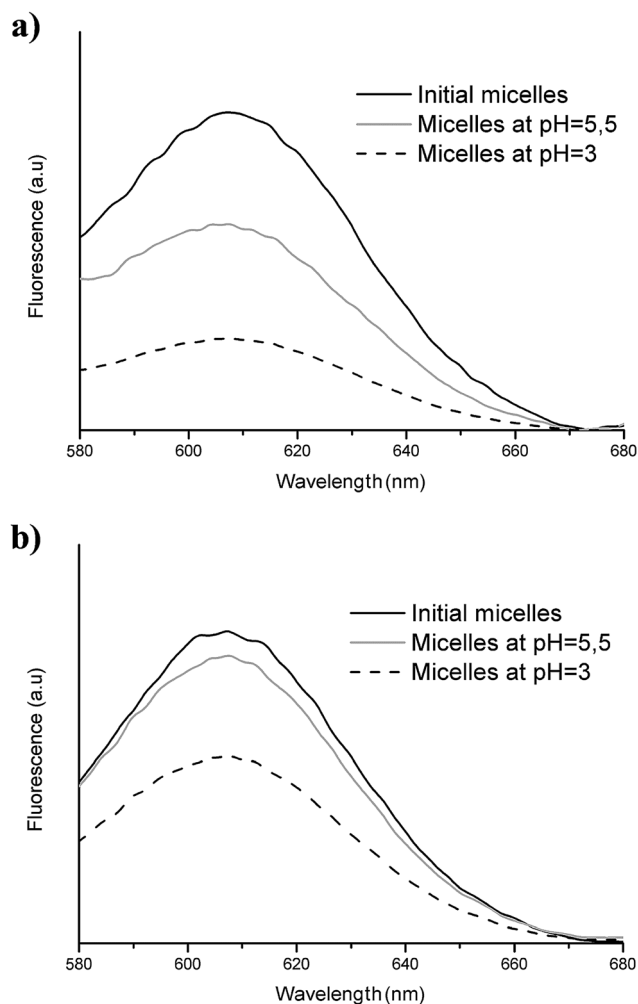 a)
Initial micelles
Micelles at pH=5,5
Micelles at pH=3
Fluorescence (a.u)
580 600 620 640 660 680
Wavelength (nm)
b)
Initial micelles
Micelles at pH=5,5
Micelles at pH=3
Fluorescence (a.u)
580 600 620 640 660 680
Wavelength (nm)